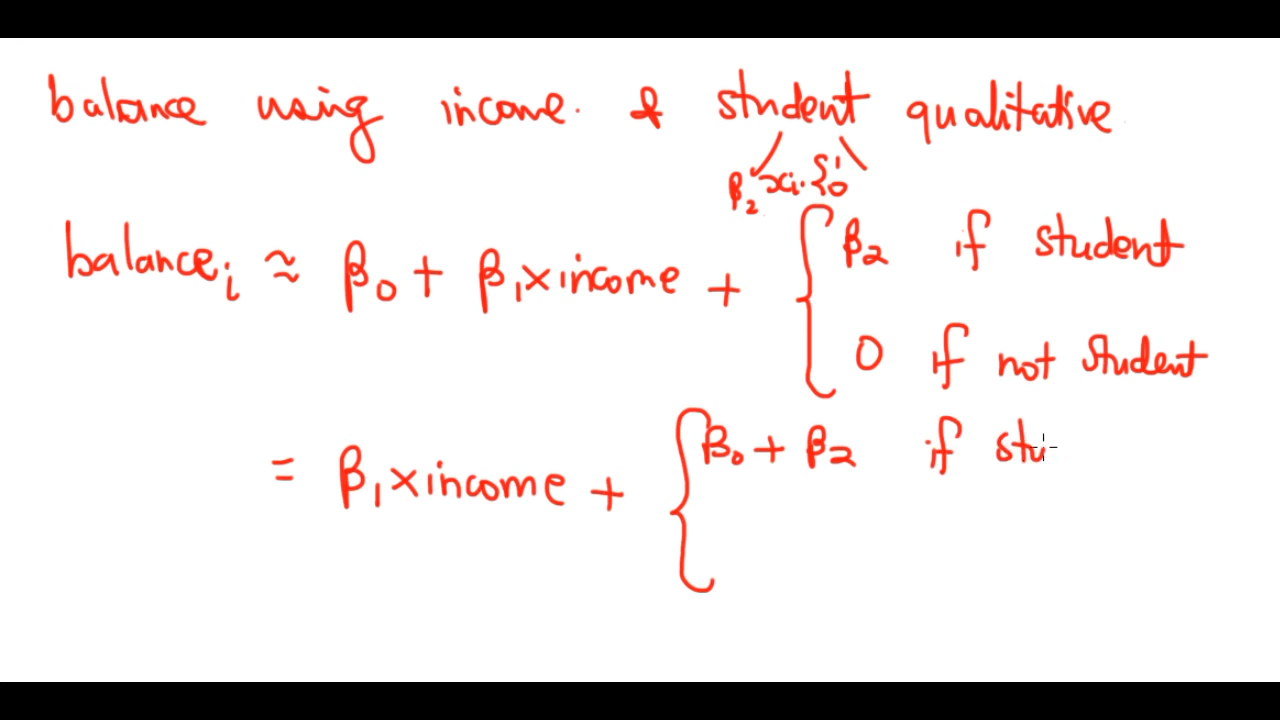 balance using income & student qualitative
β₂ xi { 1
0
balanceᵢ ≈ β₀ + β₁ × income + { β₂ if student
0 if not student
= β₁ × income + { β₀ + β₂ if stu